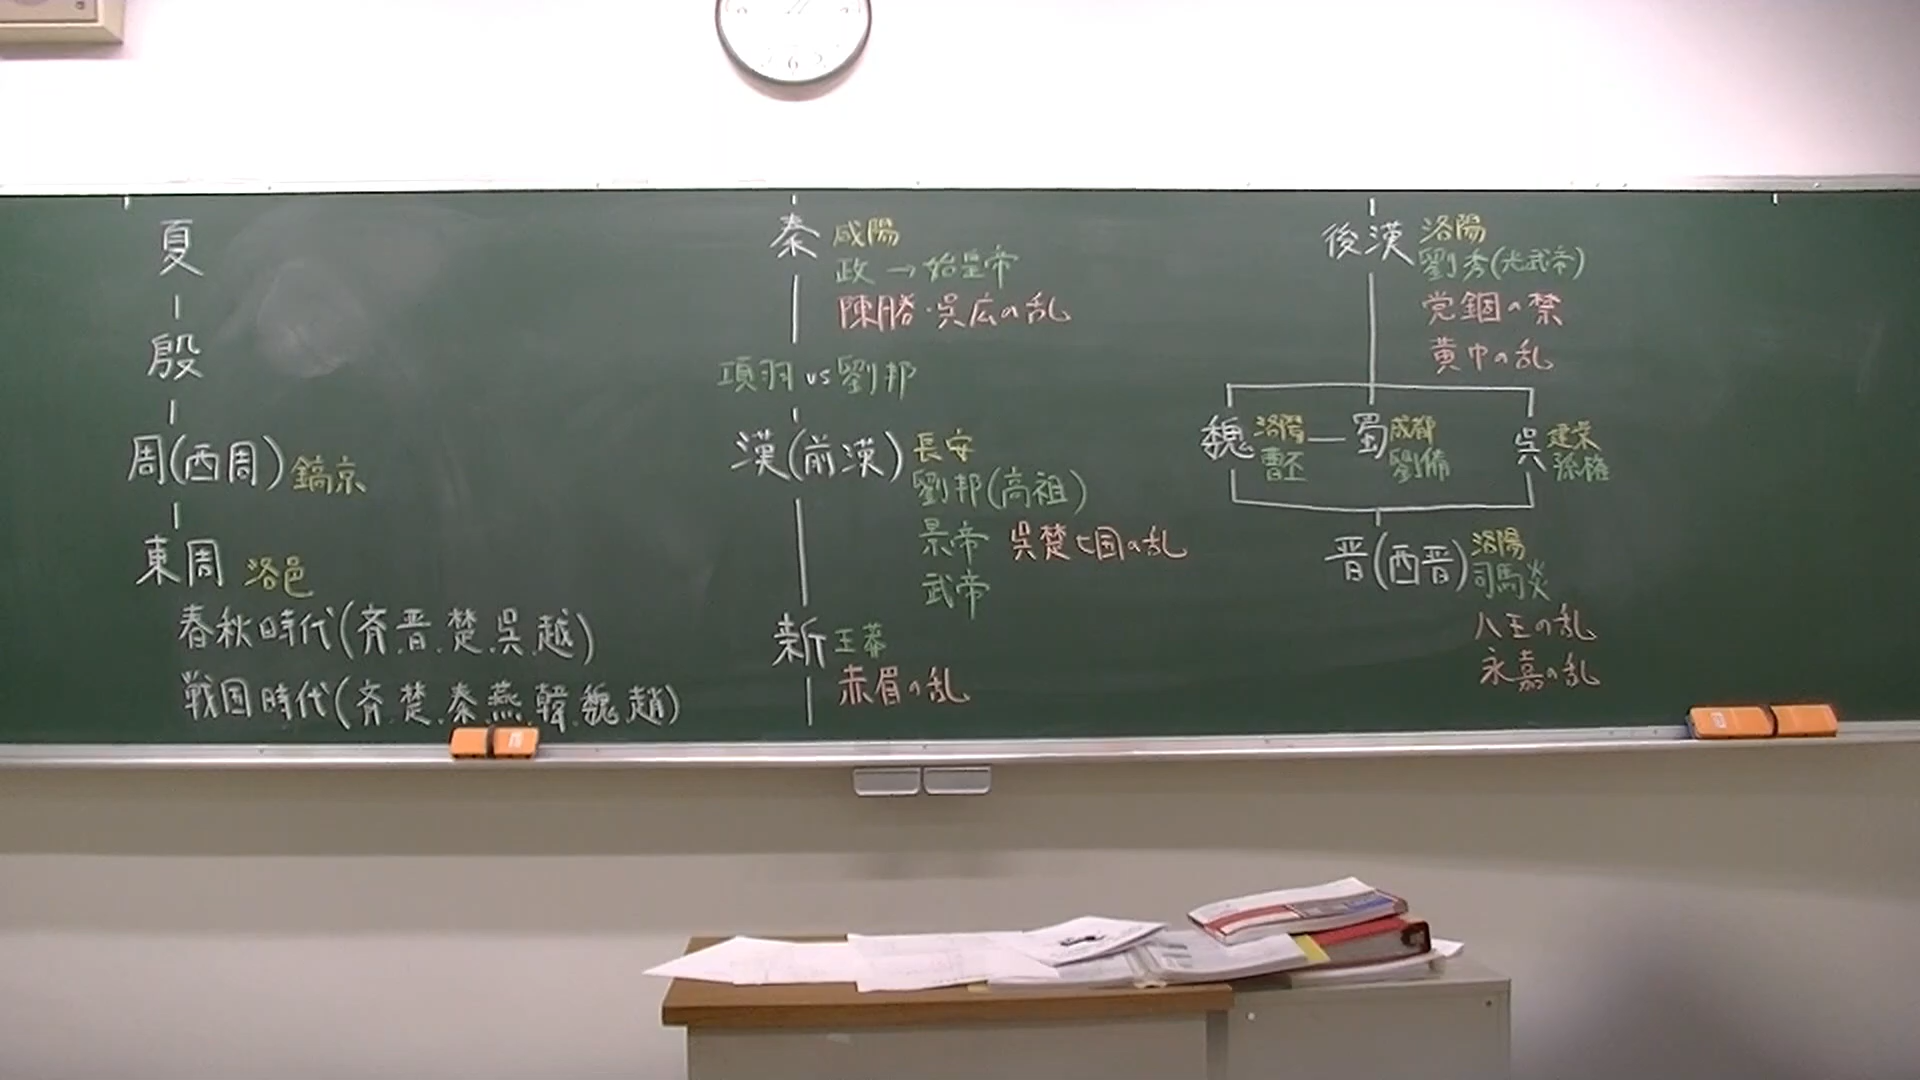 夏
殷
周(西周) 鎬京
東周 洛邑
春秋時代(斉.晋.楚.呉.越)
戦国時代(斉.楚.秦.燕.韓.魏.趙)
秦 咸陽
政→始皇帝
陳勝・呉広の乱
項羽 vs 劉邦
漢(前漢) 長安
劉邦(高祖)
景帝 呉楚七国の乱
武帝
新 王莽
赤眉の乱
後漢 洛陽
劉秀(光武帝)
党錮の禁
黄巾の乱
魏 洛陽 曹丕
蜀 成都 劉備
呉 建業 孫権
晋(西晋) 洛陽
司馬炎
八王の乱
永嘉の乱
6